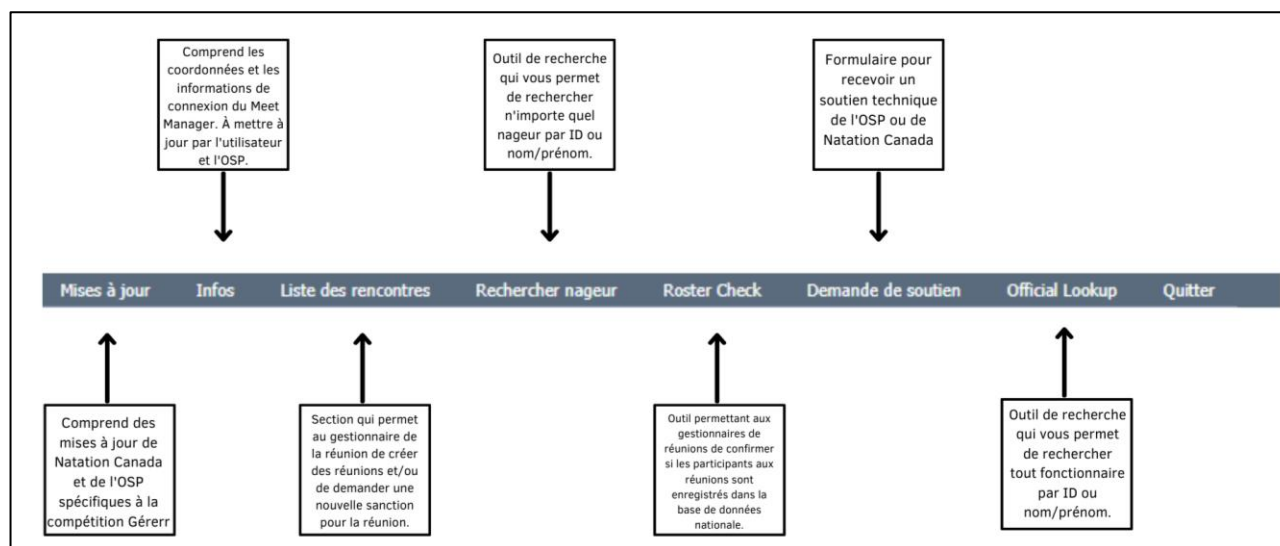 Comprend les
coordonnées et les
informations de
connexion du Meet
Manager. À mettre à
jour par l'utilisateur
et l'OSP.
Outil de recherche
qui vous permet
de rechercher
n'importe quel
nageur par ID ou
nom/prénom.
Formulaire pour
recevoir un
soutien technique
de l'OSP ou de
Natation Canada
Mises à jour Infos Liste des rencontres Rechercher nageur Roster Check Demande de soutien Official Lookup Quitter
Comprend des
mises à jour de
Natation Canada
et de l'OSP
spécifiques à la
compétition Gérerr
Section qui permet
au gestionnaire de
la réunion de créer
des réunions et/ou
de demander une
nouvelle sanction
pour la réunion.
Outil permettant aux
gestionnaires de
réunions de confirmer
si les participants aux
réunions sont
enregistrés dans la
base de données
nationale.
Outil de recherche
qui vous permet
de rechercher
tout fonctionnaire
par ID ou
nom/prénom.